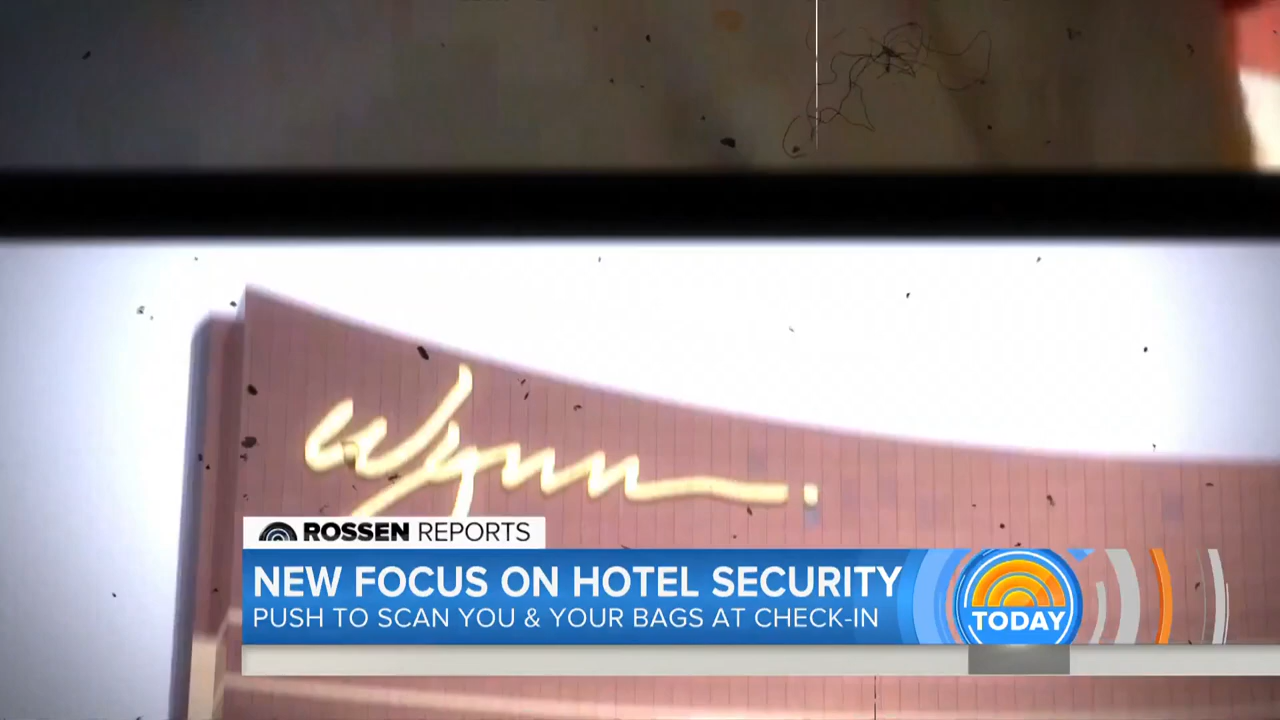 Wynn.
ROSSEN REPORTS
NEW FOCUS ON HOTEL SECURITY
PUSH TO SCAN YOU & YOUR BAGS AT CHECK-IN
TODAY